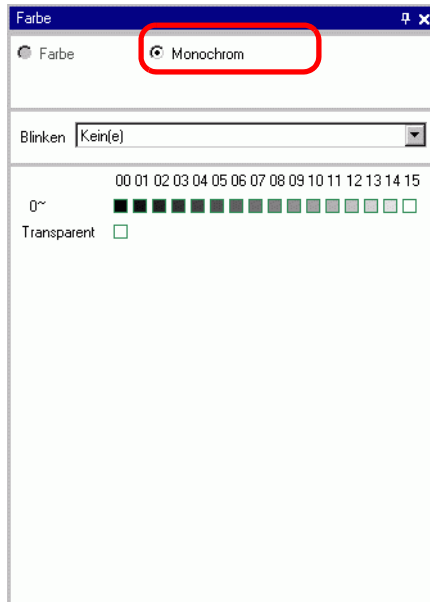 Farbe
Farbe Monochrom
Blinken Kein(e)
00 01 02 03 04 05 06 07 08 09 10 11 12 13 14 15
0~
Transparent